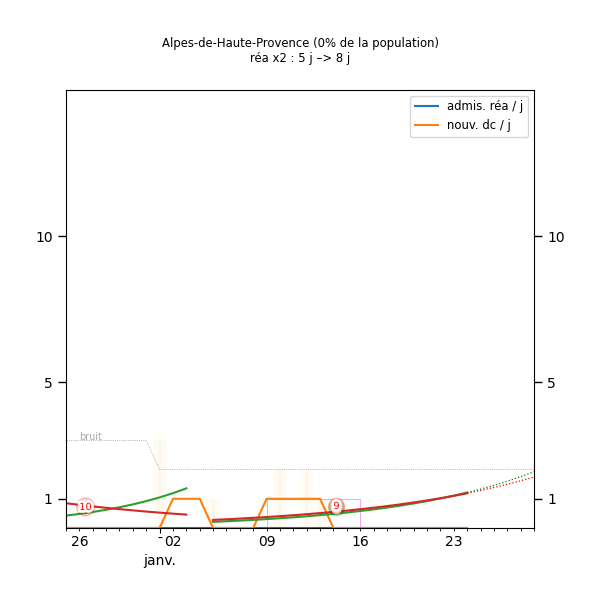 Alpes-de-Haute-Provence (0% de la population)
réa x2 : 5 j –> 8 j
admis. réa / j
nouv. dc / j
10 10
5 5
bruit
1 1
10
9
26 02 09 16 23
janv.